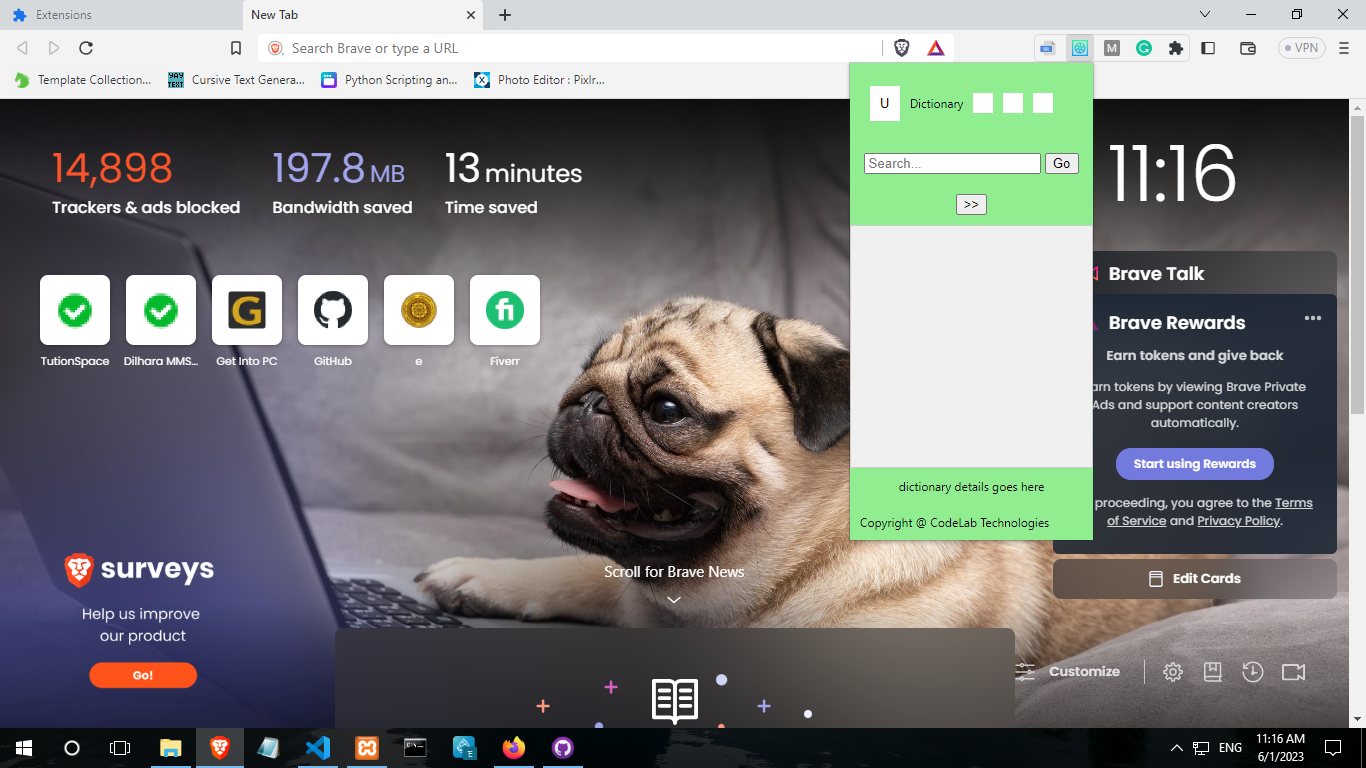 Extensions
New Tab
Search Brave or type a URL
VPN
Template Collection...
YAY TEXT
Cursive Text Genera...
Python Scripting an...
Photo Editor : Pixlr...
14,898
Trackers & ads blocked
197.8 MB
Bandwidth saved
13 minutes
Time saved
U
Dictionary
Search...
Go
>>
dictionary details goes here
Copyright @ CodeLab Technologies
11:16
Brave Talk
Brave Rewards
Earn tokens and give back
arn tokens by viewing Brave Private
Ads and support content creators
automatically.
Start using Rewards
proceeding, you agree to the Terms
of Service and Privacy Policy.
Edit Cards
TutionSpace
Dilhara MMS...
G
Get Into PC
GitHub
e
fi
Fiverr
Scroll for Brave News
surveys
Help us improve
our product
Go!
Customize
ENG
11:16 AM
6/1/2023